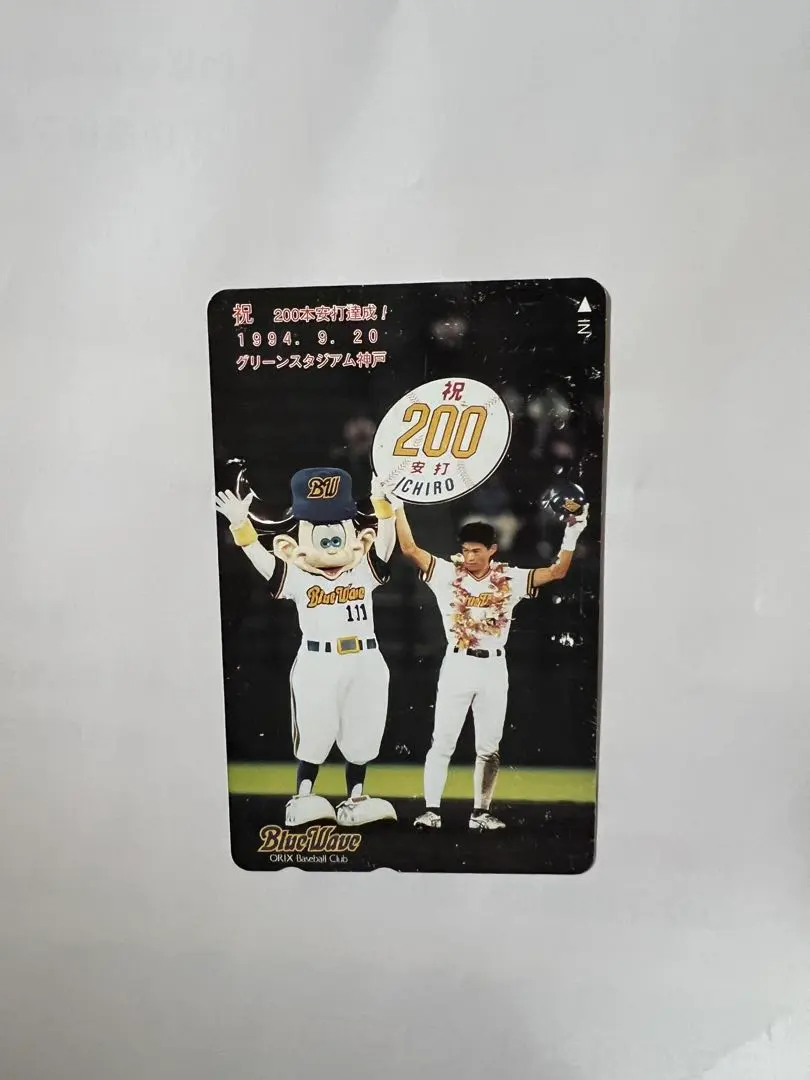 祝 200本安打達成!
1994. 9. 20
グリーンスタジアム神戸
IN
祝
200
安打
ICHIRO
BW
Blue Wave
111
Blue Wave
ORIX Baseball Club